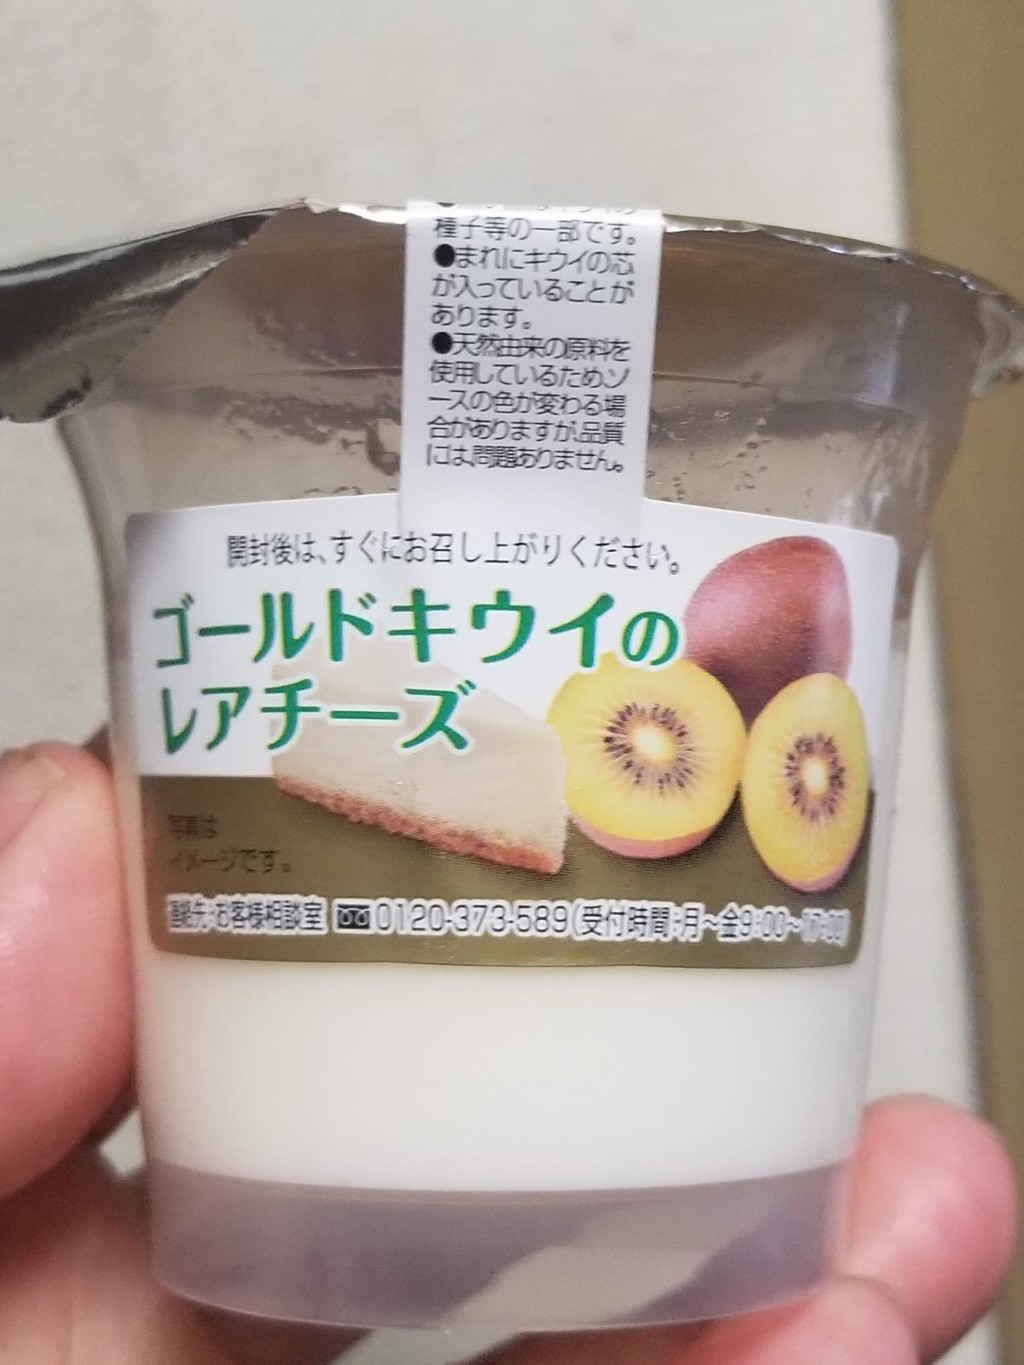 種子等の一部です。
●まれにキウイの芯
が入っていることが
あります。
●天然由来の原料を
使用しているため、ソ
ースの色が変わる場
合がありますが、品質
には、問題ありません。
開封後は、すぐにお召し上がりください。
ゴールドキウイの
レアチーズ
写真は
イメージです。
連絡先:お客様相談室 0120-373-589(受付時間:月~金9:00~17:00)